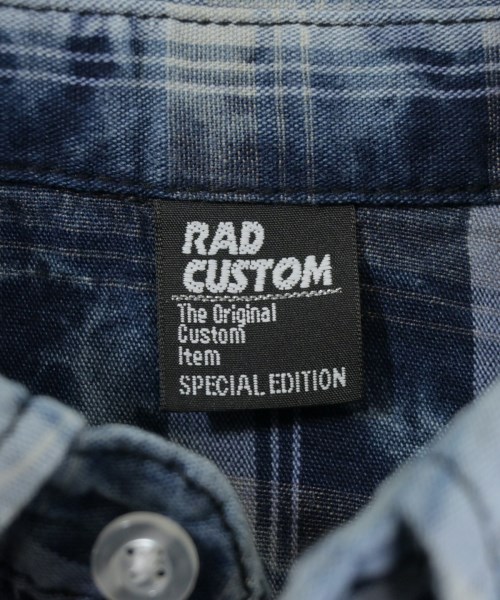 RAD
CUSTOM
The Original
Custom
Item
SPECIAL EDITION